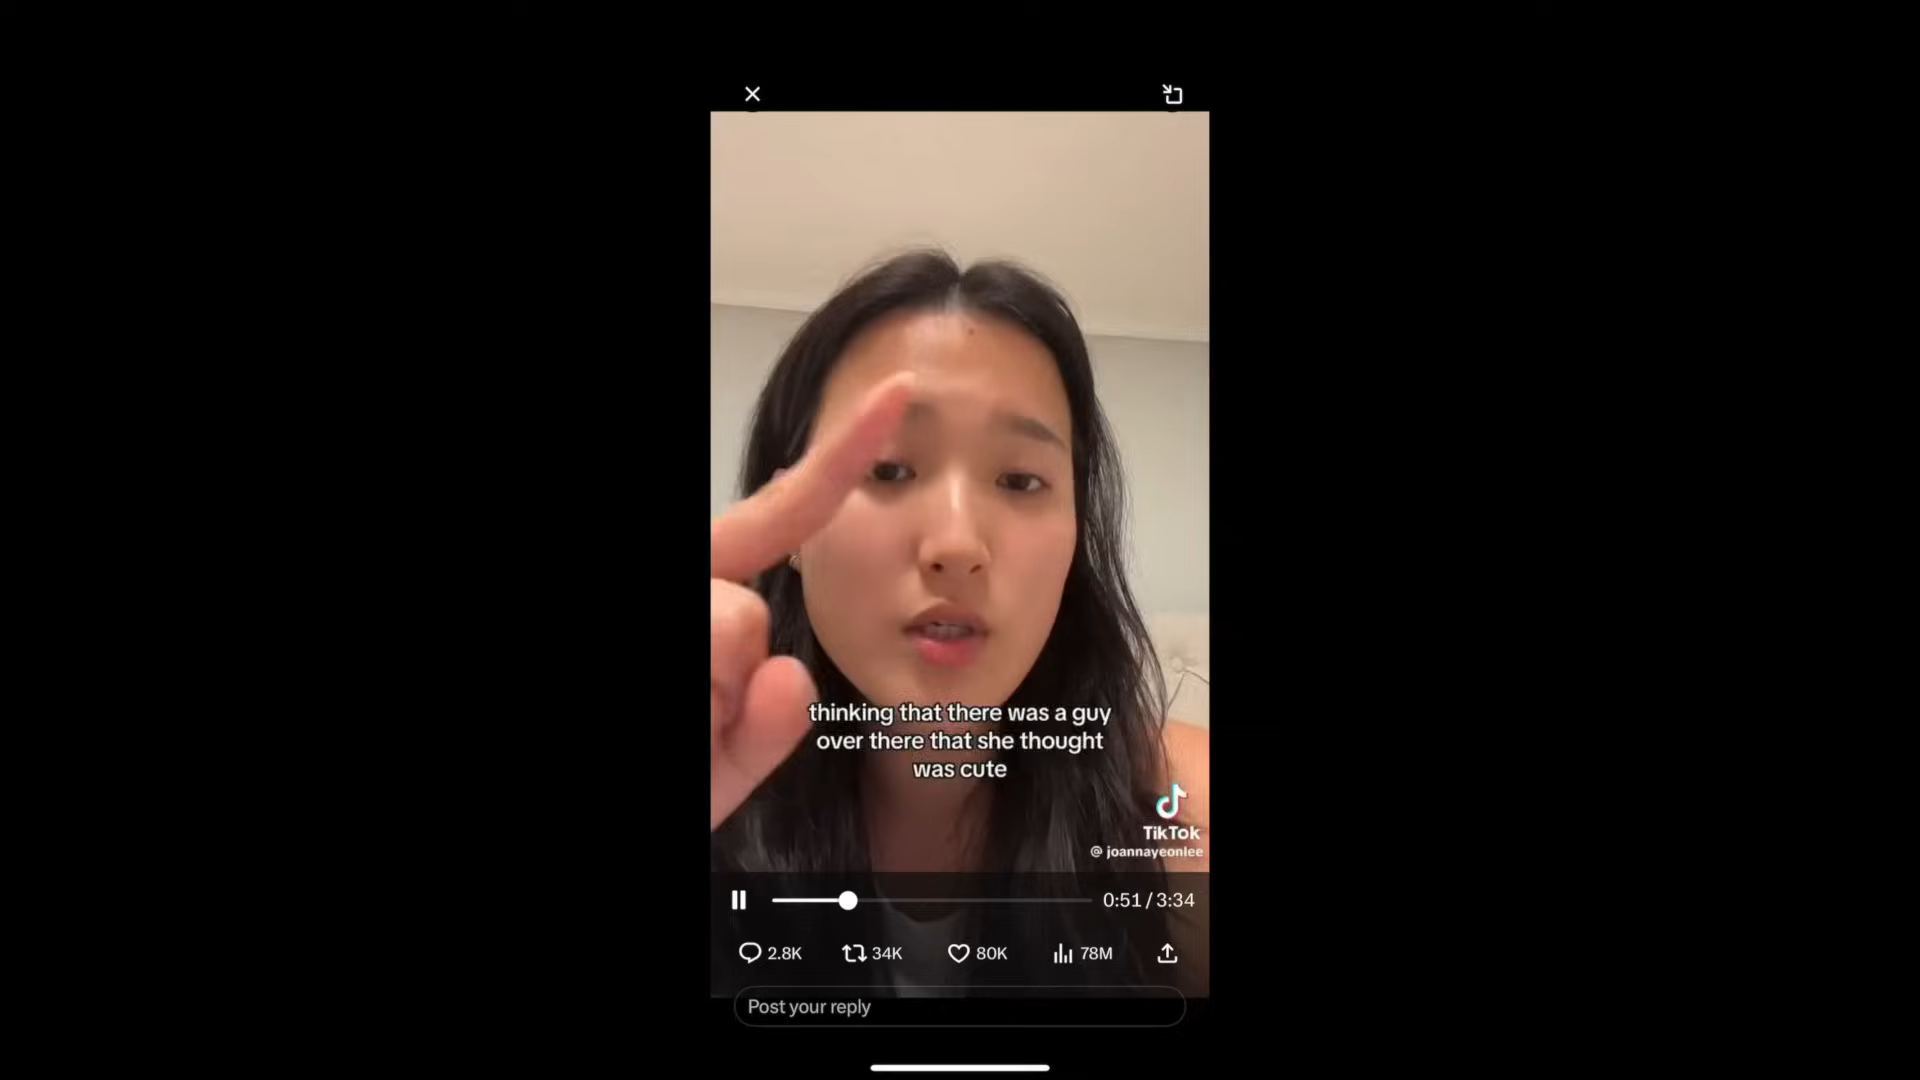 thinking that there was a guy
over there that she thought
was cute
TikTok
@ joannayeonlee
0:51 / 3:34
2.8K 34K 80K 78M
Post your reply